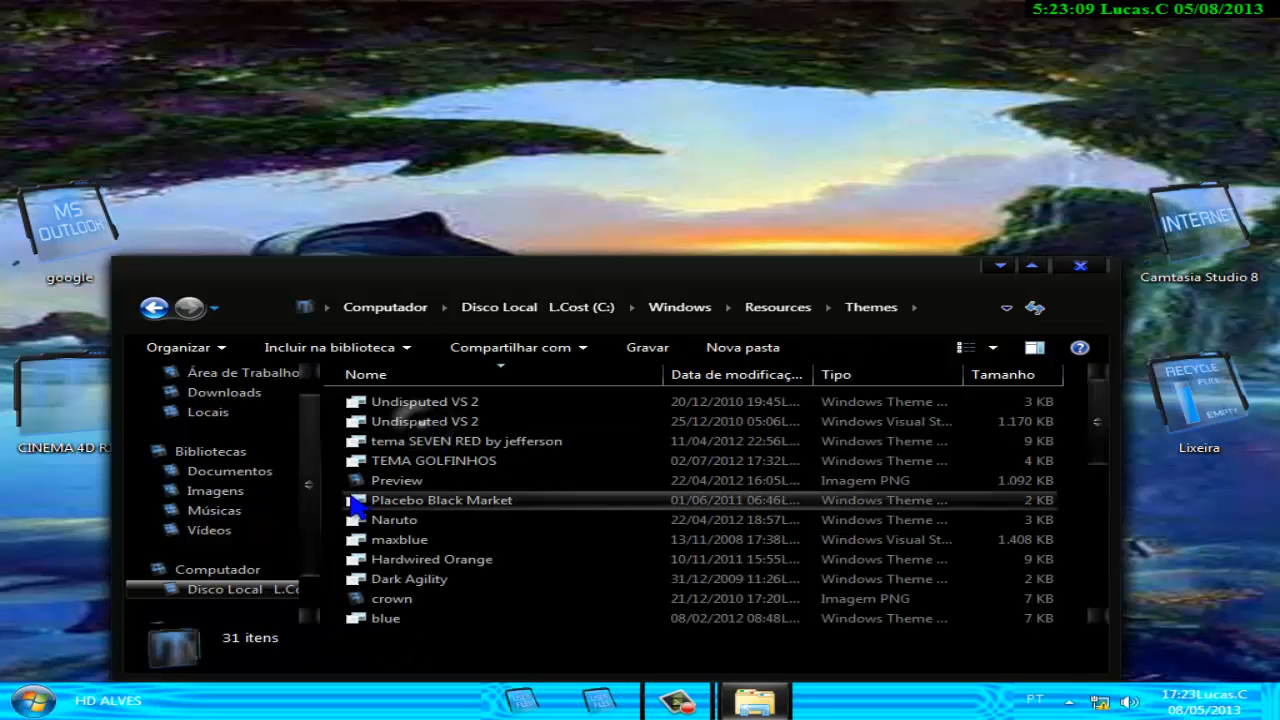 5:23:09 Lucas.C 05/08/2013
MS OUTLOOK
google
INTERNET
Camtasia Studio 8
Computador Disco Local L.Cost (C:) Windows Resources Themes
Organizar Incluir na biblioteca Compartilhar com Gravar Nova pasta
Nome Data de modificaç... Tipo Tamanho
Área de Trabalho
Downloads
Locais
Bibliotecas
Documentos
Imagens
Músicas
Vídeos
Computador
Disco Local L.Co
Undisputed VS 2 20/12/2010 19:45L... Windows Theme ... 3 KB
Undisputed VS 2 25/12/2010 05:06L... Windows Visual St... 1.170 KB
tema SEVEN RED by jefferson 11/04/2012 22:56L... Windows Theme ... 9 KB
TEMA GOLFINHOS 02/07/2012 17:32L... Windows Theme ... 4 KB
Preview 22/04/2012 16:05L... Imagem PNG 1.092 KB
Placebo Black Market 01/06/2011 06:46L... Windows Theme ... 2 KB
Naruto 22/04/2012 18:57L... Windows Theme ... 3 KB
maxblue 13/11/2008 17:38L... Windows Visual St... 1.408 KB
Hardwired Orange 10/11/2011 15:55L... Windows Theme ... 9 KB
Dark Agility 31/12/2009 11:26L... Windows Theme ... 2 KB
crown 21/12/2010 17:20L... Imagem PNG 7 KB
blue 08/02/2012 08:48L... Windows Theme ... 7 KB
31 itens
CINEMA 4D R
RECYCLE
FULL
EMPTY
Lixeira
HD ALVES
USER FILES
USER FILES
PT
17:23Lucas.C
08/05/2013